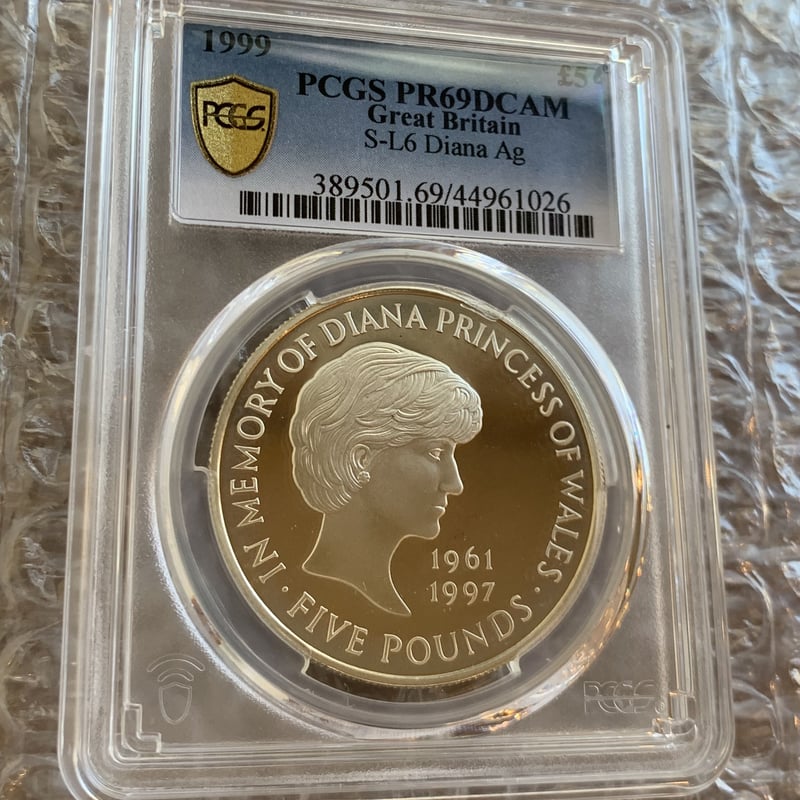 1999
£5
PCGS PR69DCAM
PCGS
Great Britain
S-L6 Diana Ag
389501.69/44961026
IN MEMORY OF DIANA PRINCESS OF WALES
1961
1997
· FIVE POUNDS ·
PCGS